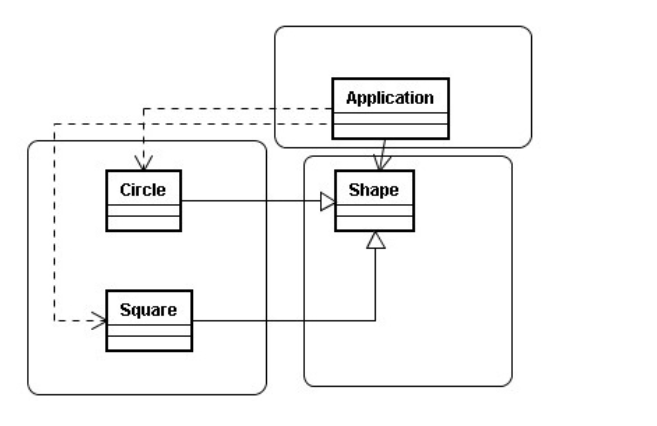 Application
Circle
Shape
Square